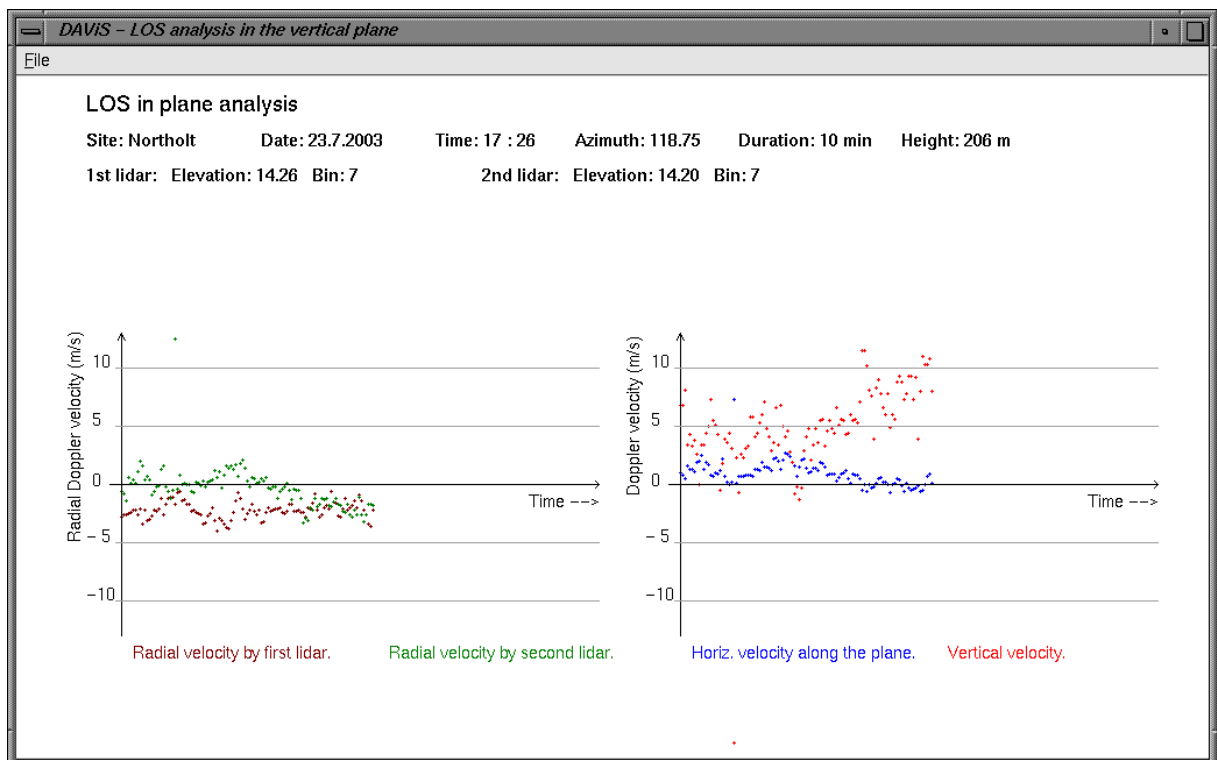 DAViS – LOS analysis in the vertical plane
File
LOS in plane analysis
Site: Northolt Date: 23.7.2003 Time: 17 : 26 Azimuth: 118.75 Duration: 10 min Height: 206 m
1st lidar: Elevation: 14.26 Bin: 7 2nd lidar: Elevation: 14.20 Bin: 7
Radial Doppler velocity (m/s)
10
5
0
– 5
–10
Time –->
Radial velocity by first lidar. Radial velocity by second lidar.
Doppler velocity (m/s)
10
5
0
– 5
–10
Time –->
Horiz. velocity along the plane. Vertical velocity.